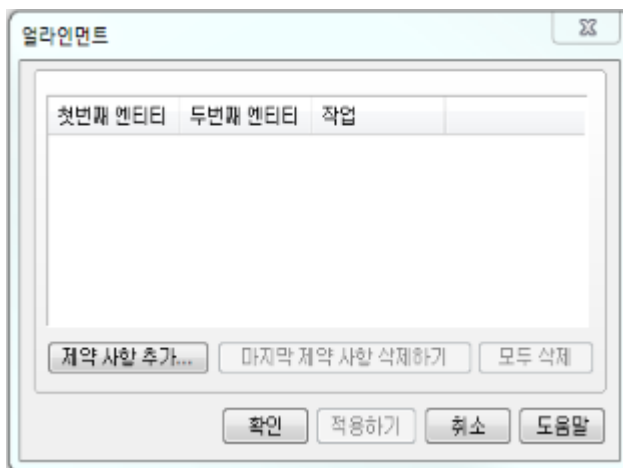 얼라인먼트
첫번째 엔티티 두번째 엔티티 작업
제약 사항 추가... 마지막 제약 사항 삭제하기 모두 삭제
확인 적용하기 취소 도움말